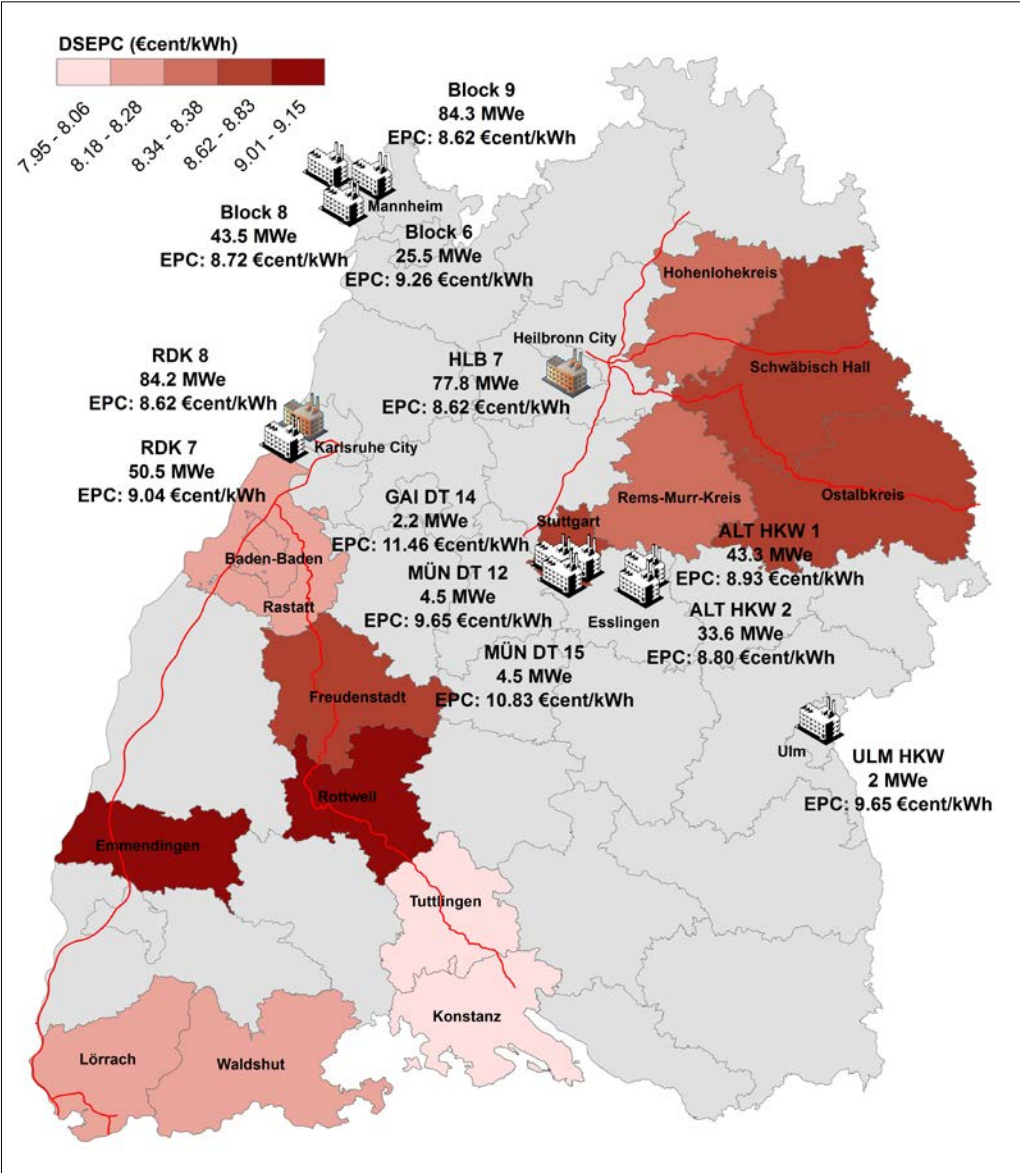 DSEPC (€cent/kWh)
7.95 - 8.06
8.18 - 8.28
8.34 - 8.38
8.62 - 8.83
9.01 - 9.15
Block 9
84.3 MWe
EPC: 8.62 €cent/kWh
Mannheim
Block 8
43.5 MWe
EPC: 8.72 €cent/kWh
Block 6
25.5 MWe
EPC: 9.26 €cent/kWh
Hohenlohekreis
Heilbronn City
RDK 8
84.2 MWe
EPC: 8.62 €cent/kWh
HLB 7
77.8 MWe
EPC: 8.62 €cent/kWh
Schwäbisch Hall
Karlsruhe City
RDK 7
50.5 MWe
EPC: 9.04 €cent/kWh
GAI DT 14
2.2 MWe
EPC: 11.46 €cent/kWh
Rems-Murr-Kreis
Ostalbkreis
Stuttgart
ALT HKW 1
43.3 MWe
EPC: 8.93 €cent/kWh
Baden-Baden
Rastatt
MÜN DT 12
4.5 MWe
EPC: 9.65 €cent/kWh
Esslingen
ALT HKW 2
33.6 MWe
EPC: 8.80 €cent/kWh
MÜN DT 15
4.5 MWe
EPC: 10.83 €cent/kWh
Freudenstadt
Ulm
ULM HKW
2 MWe
EPC: 9.65 €cent/kWh
Rottweil
Emmendingen
Tuttlingen
Konstanz
Lörrach
Waldshut